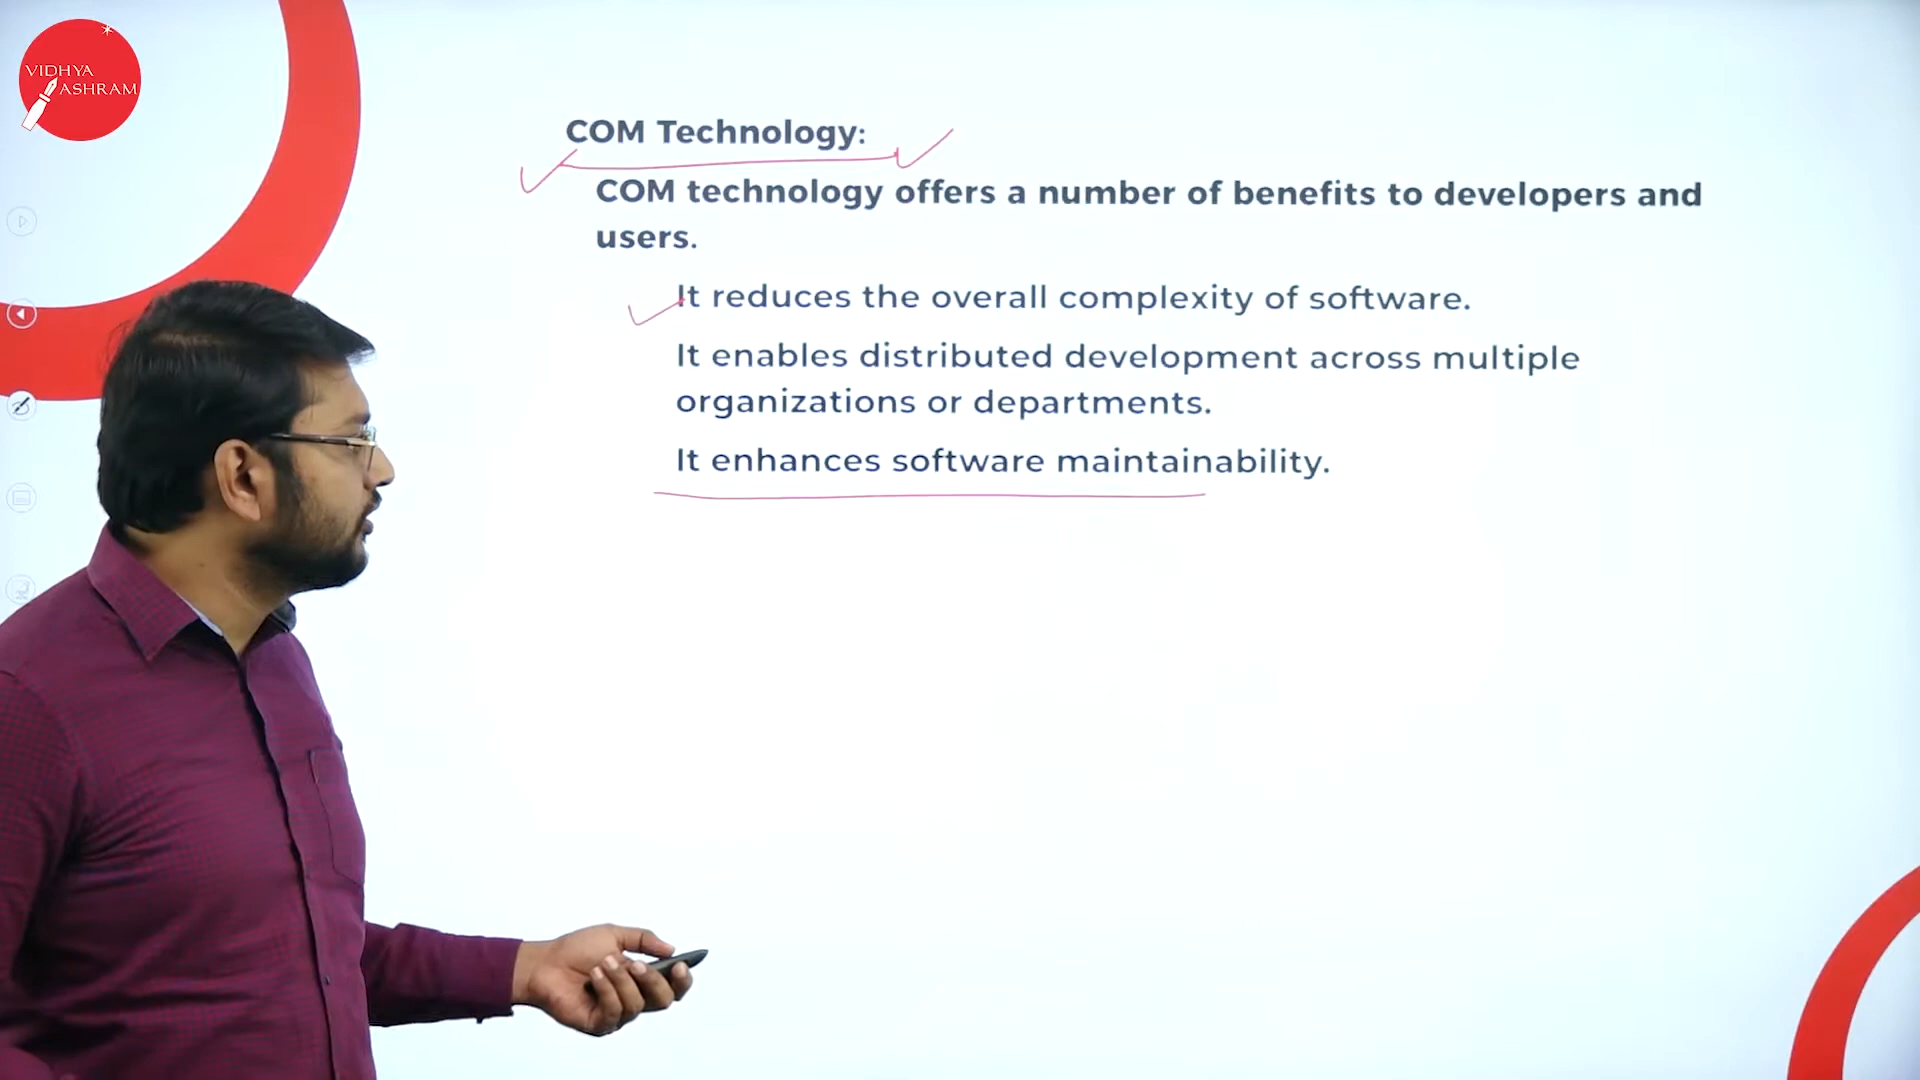 VIDHYA
ASHRAM
COM Technology:
COM technology offers a number of benefits to developers and
users.
It reduces the overall complexity of software.
It enables distributed development across multiple
organizations or departments.
It enhances software maintainability.